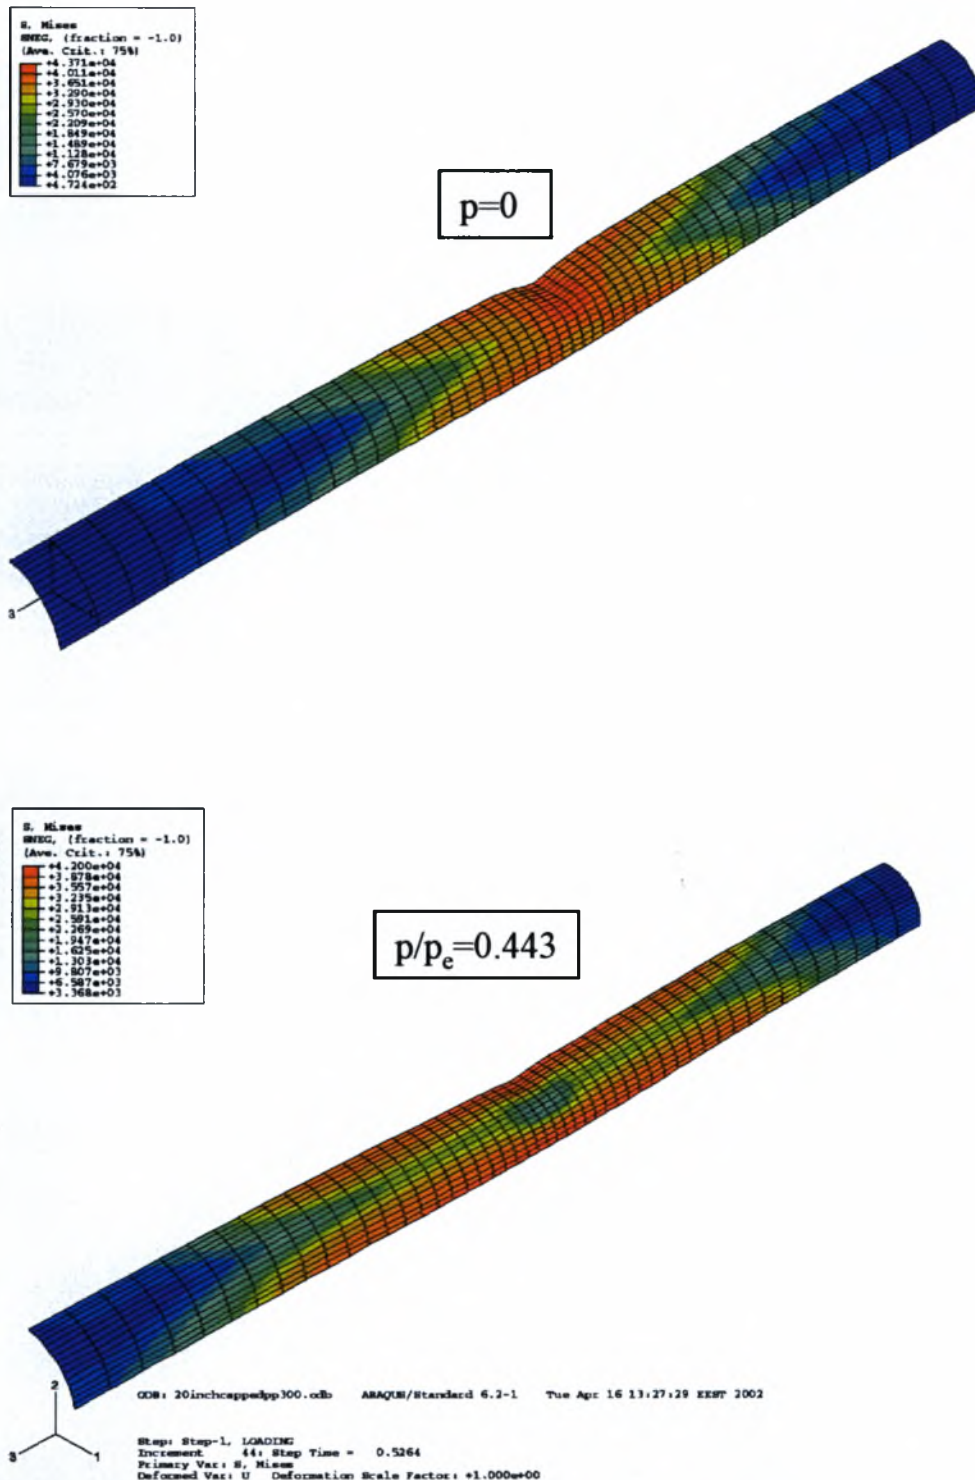 S, Mises
SNEG, (fraction = -1.0)
(Ave. Crit.: 75%)
+4.371e+04
+4.011e+04
+3.651e+04
+3.290e+04
+2.930e+04
+2.570e+04
+2.209e+04
+1.849e+04
+1.489e+04
+1.128e+04
+7.679e+03
+4.076e+03
+4.724e+02
p=0
3
S, Mises
SNEG, (fraction = -1.0)
(Ave. Crit.: 75%)
+4.200e+04
+3.878e+04
+3.557e+04
+3.235e+04
+2.913e+04
+2.591e+04
+2.269e+04
+1.947e+04
+1.625e+04
+1.303e+04
+9.807e+03
+6.587e+03
+3.368e+03
p/pe=0.443
2
3
1
ODB: 20inchcappedpp300.odb ABAQUS/Standard 6.2-1 Tue Apr 16 13:27:29 EEST 2002
Step: Step-1, LOADING
Increment 44: Step Time = 0.5264
Primary Var: S, Mises
Deformed Var: U Deformation Scale Factor: +1.000e+00